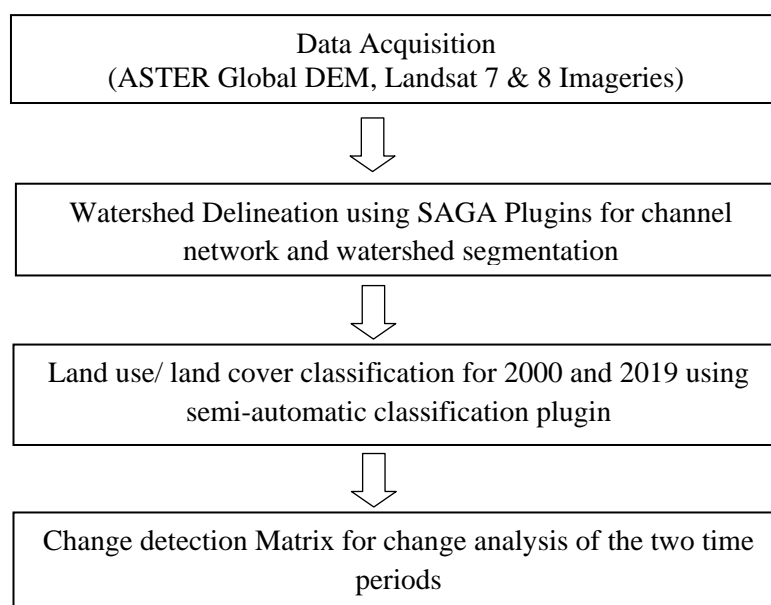 Data Acquisition
(ASTER Global DEM, Landsat 7 & 8 Imageries)
Watershed Delineation using SAGA Plugins for channel
network and watershed segmentation
Land use/ land cover classification for 2000 and 2019 using
semi-automatic classification plugin
Change detection Matrix for change analysis of the two time
periods